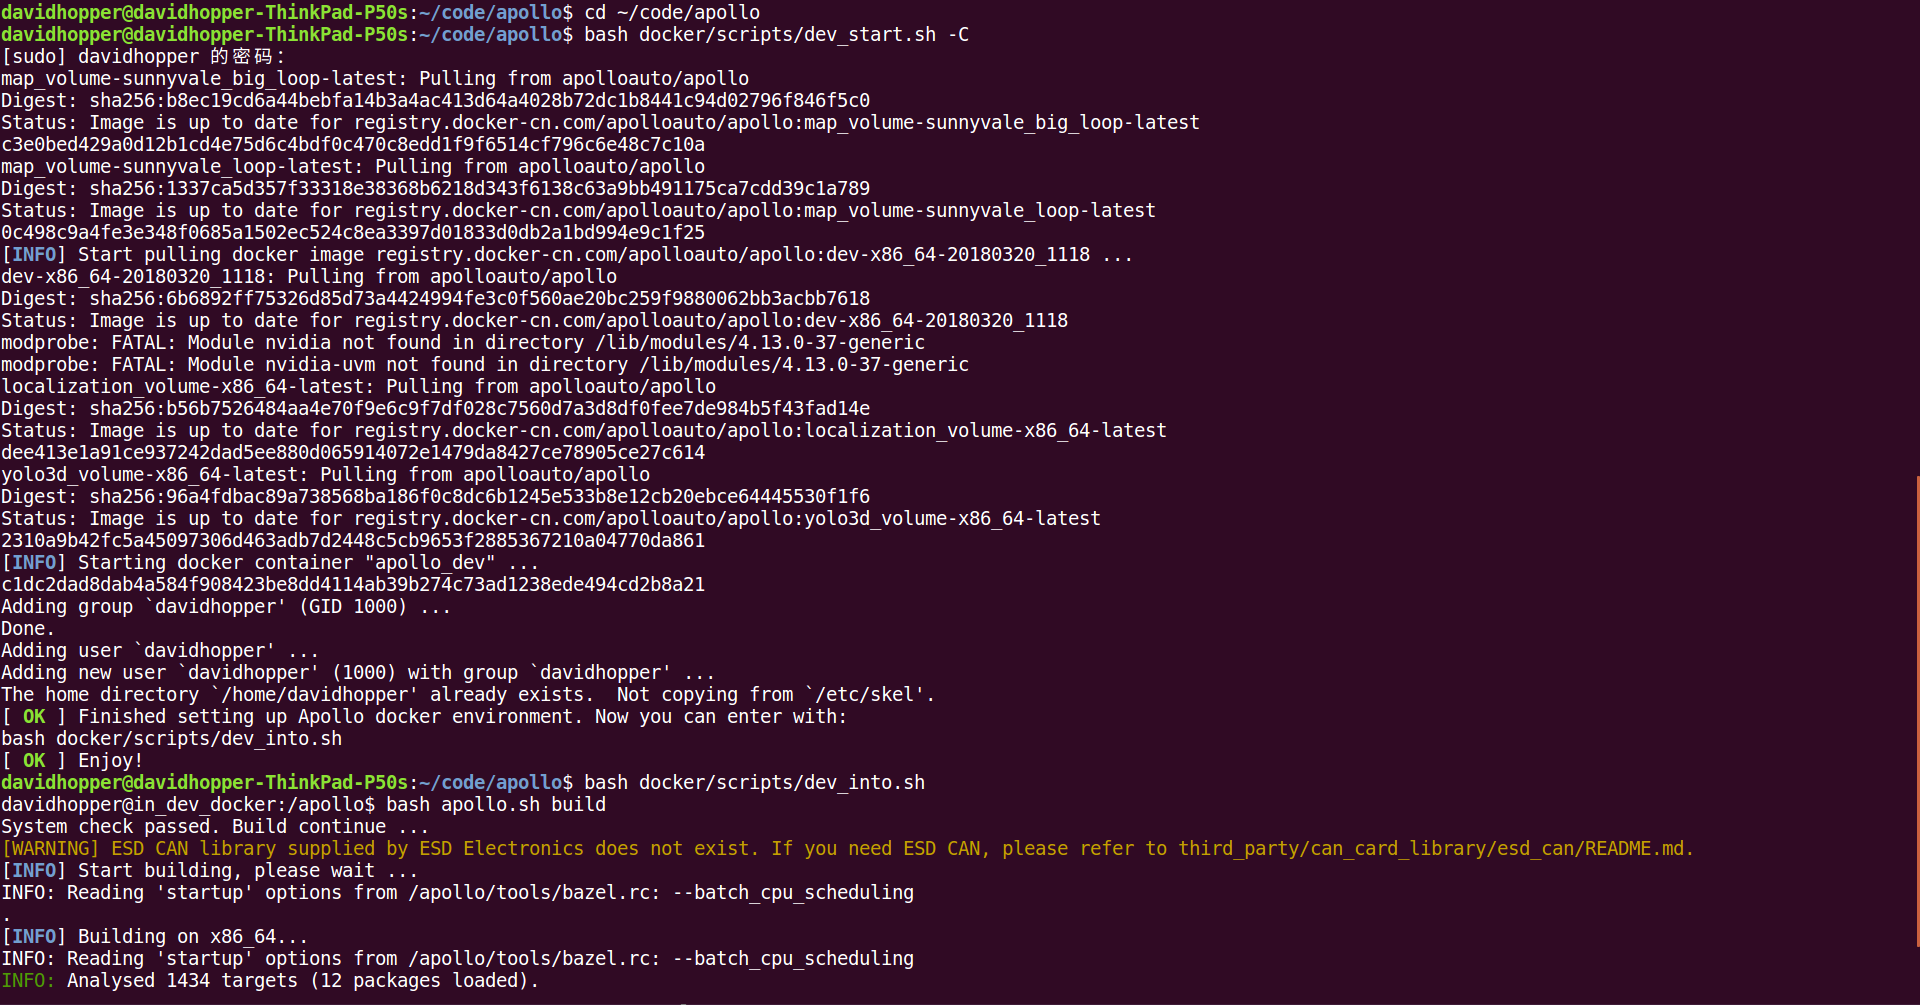 davidhopper@davidhopper-ThinkPad-P50s:~/code/apollo$ cd ~/code/apollo
davidhopper@davidhopper-ThinkPad-P50s:~/code/apollo$ bash docker/scripts/dev_start.sh -C
[sudo] davidhopper 的密码：
map_volume-sunnyvale_big_loop-latest: Pulling from apolloauto/apollo
Digest: sha256:b8ec19cd6a44bebfa14b3a4ac413d64a4028b72dc1b8441c94d02796f846f5c0
Status: Image is up to date for registry.docker-cn.com/apolloauto/apollo:map_volume-sunnyvale_big_loop-latest
c3e0bed429a0d12b1cd4e75d6c4bdf0c470c8edd1f9f6514cf796c6e48c7c10a
map_volume-sunnyvale_loop-latest: Pulling from apolloauto/apollo
Digest: sha256:1337ca5d357f33318e38368b6218d343f6138c63a9bb491175ca7cdd39c1a789
Status: Image is up to date for registry.docker-cn.com/apolloauto/apollo:map_volume-sunnyvale_loop-latest
0c498c9a4fe3e348f0685a1502ec524c8ea3397d01833d0db2a1bd994e9c1f25
[INFO] Start pulling docker image registry.docker-cn.com/apolloauto/apollo:dev-x86_64-20180320_1118 ...
dev-x86_64-20180320_1118: Pulling from apolloauto/apollo
Digest: sha256:6b6892ff75326d85d73a4424994fe3c0f560ae20bc259f9880062bb3acbb7618
Status: Image is up to date for registry.docker-cn.com/apolloauto/apollo:dev-x86_64-20180320_1118
modprobe: FATAL: Module nvidia not found in directory /lib/modules/4.13.0-37-generic
modprobe: FATAL: Module nvidia-uvm not found in directory /lib/modules/4.13.0-37-generic
localization_volume-x86_64-latest: Pulling from apolloauto/apollo
Digest: sha256:b56b7526484aa4e70f9e6c9f7df028c7560d7a3d8df0fee7de984b5f43fad14e
Status: Image is up to date for registry.docker-cn.com/apolloauto/apollo:localization_volume-x86_64-latest
dee413e1a91ce937242dad5ee880d065914072e1479da8427ce78905ce27c614
yolo3d_volume-x86_64-latest: Pulling from apolloauto/apollo
Digest: sha256:96a4fdbac89a738568ba186f0c8dc6b1245e533b8e12cb20ebce64445530f1f6
Status: Image is up to date for registry.docker-cn.com/apolloauto/apollo:yolo3d_volume-x86_64-latest
2310a9b42fc5a45097306d463adb7d2448c5cb9653f2885367210a04770da861
[INFO] Starting docker container "apollo_dev" ...
c1dc2dad8dab4a584f908423be8dd4114ab39b274c73ad1238ede494cd2b8a21
Adding group `davidhopper' (GID 1000) ...
Done.
Adding user `davidhopper' ...
Adding new user `davidhopper' (1000) with group `davidhopper' ...
The home directory `/home/davidhopper' already exists.  Not copying from `/etc/skel'.
[ OK ] Finished setting up Apollo docker environment. Now you can enter with:
bash docker/scripts/dev_into.sh
[ OK ] Enjoy!
davidhopper@davidhopper-ThinkPad-P50s:~/code/apollo$ bash docker/scripts/dev_into.sh
davidhopper@in_dev_docker:/apollo$ bash apollo.sh build
System check passed. Build continue ...
[WARNING] ESD CAN library supplied by ESD Electronics does not exist. If you need ESD CAN, please refer to third_party/can_card_library/esd_can/README.md.
[INFO] Start building, please wait ...
INFO: Reading 'startup' options from /apollo/tools/bazel.rc: --batch_cpu_scheduling
.
[INFO] Building on x86_64...
INFO: Reading 'startup' options from /apollo/tools/bazel.rc: --batch_cpu_scheduling
INFO: Analysed 1434 targets (12 packages loaded).